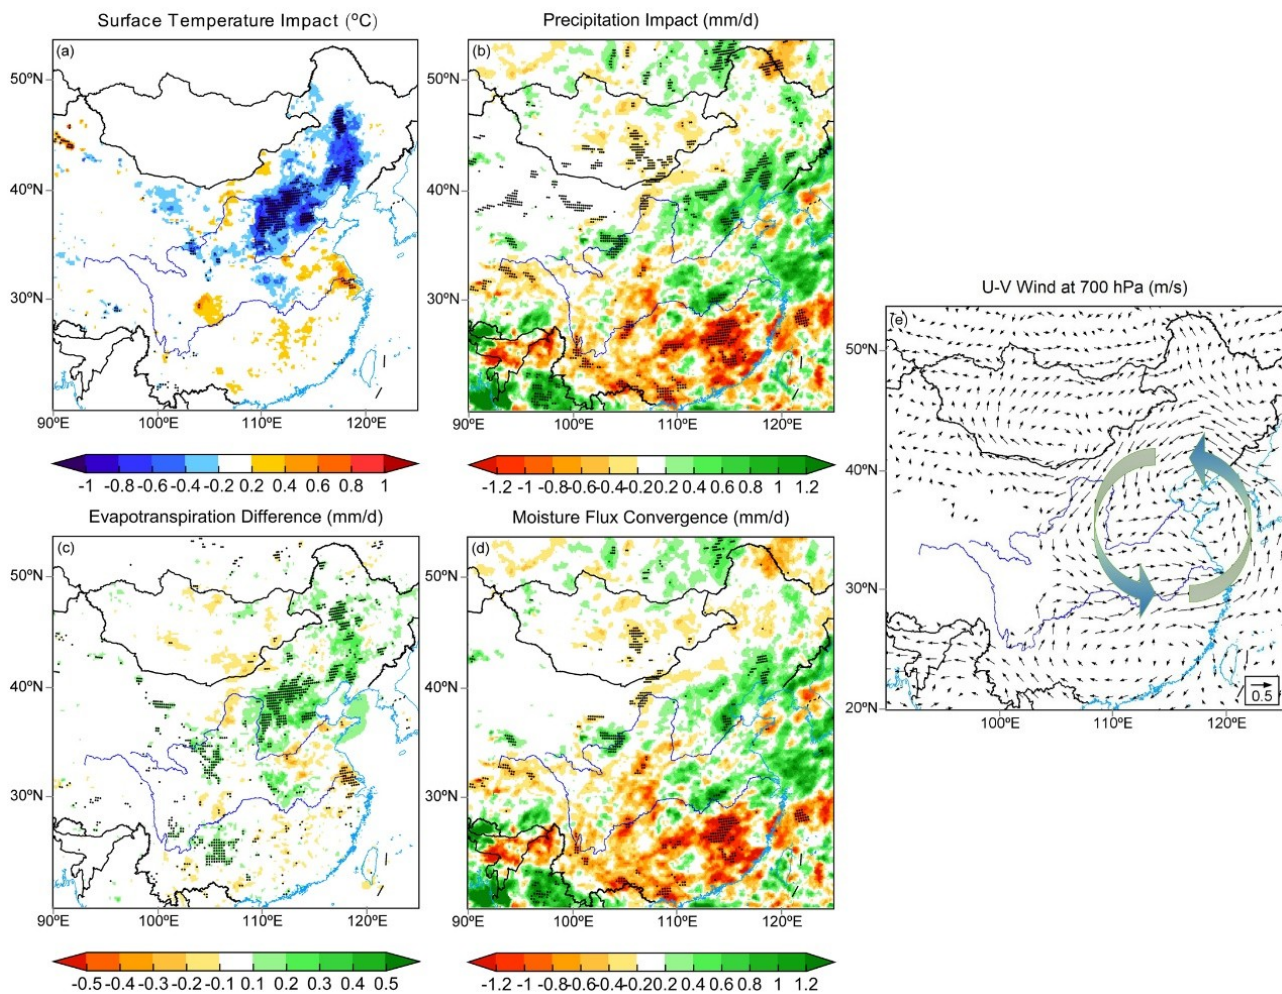 Surface Temperature Impact (ºC)
Precipitation Impact (mm/d)
(a)
(b)
50ºN
50ºN
40ºN
40ºN
30ºN
30ºN
90ºE 100ºE 110ºE 120ºE
90ºE 100ºE 110ºE 120ºE
-1 -0.8 -0.6 -0.4 -0.2 0.2 0.4 0.6 0.8 1
-1.2 -1 -0.8 -0.6 -0.4 -0.2 0.2 0.4 0.6 0.8 1 1.2
Evapotranspiration Difference (mm/d)
Moisture Flux Convergence (mm/d)
(c)
(d)
50ºN
50ºN
40ºN
40ºN
30ºN
30ºN
90ºE 100ºE 110ºE 120ºE
90ºE 100ºE 110ºE 120ºE
-0.5 -0.4 -0.3 -0.2 -0.1 0.1 0.2 0.3 0.4 0.5
-1.2 -1 -0.8 -0.6 -0.4 -0.2 0.2 0.4 0.6 0.8 1 1.2
U-V Wind at 700 hPa (m/s)
(e)
50ºN
40ºN
30ºN
20ºN
0.5
100ºE 110ºE 120ºE